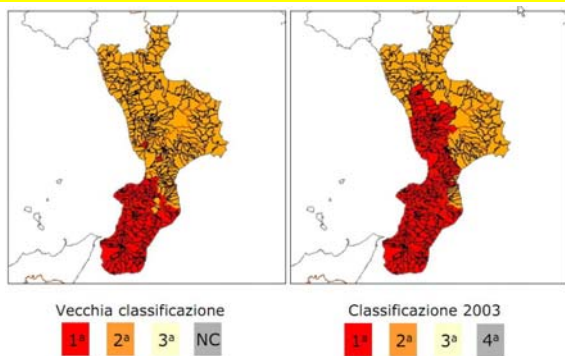 Vecchia classificazione
Classificazione 2003
1ª 2ª 3ª NC
1ª 2ª 3ª 4ª